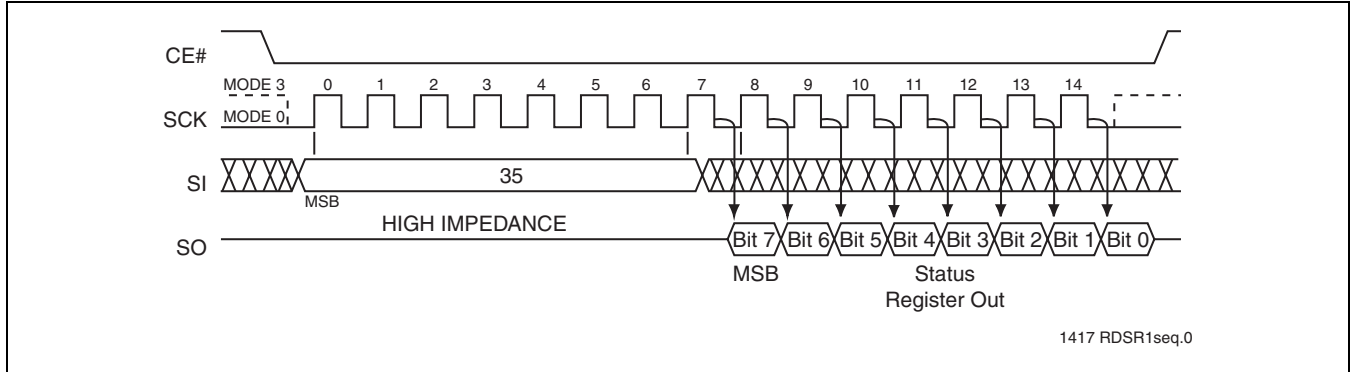 CE#
MODE 3 0 1 2 3 4 5 6 7 8 9 10 11 12 13 14
SCK MODE 0
SI 35
MSB
HIGH IMPEDANCE
SO Bit 7 Bit 6 Bit 5 Bit 4 Bit 3 Bit 2 Bit 1 Bit 0
MSB Status
Register Out
1417 RDSR1seq.0